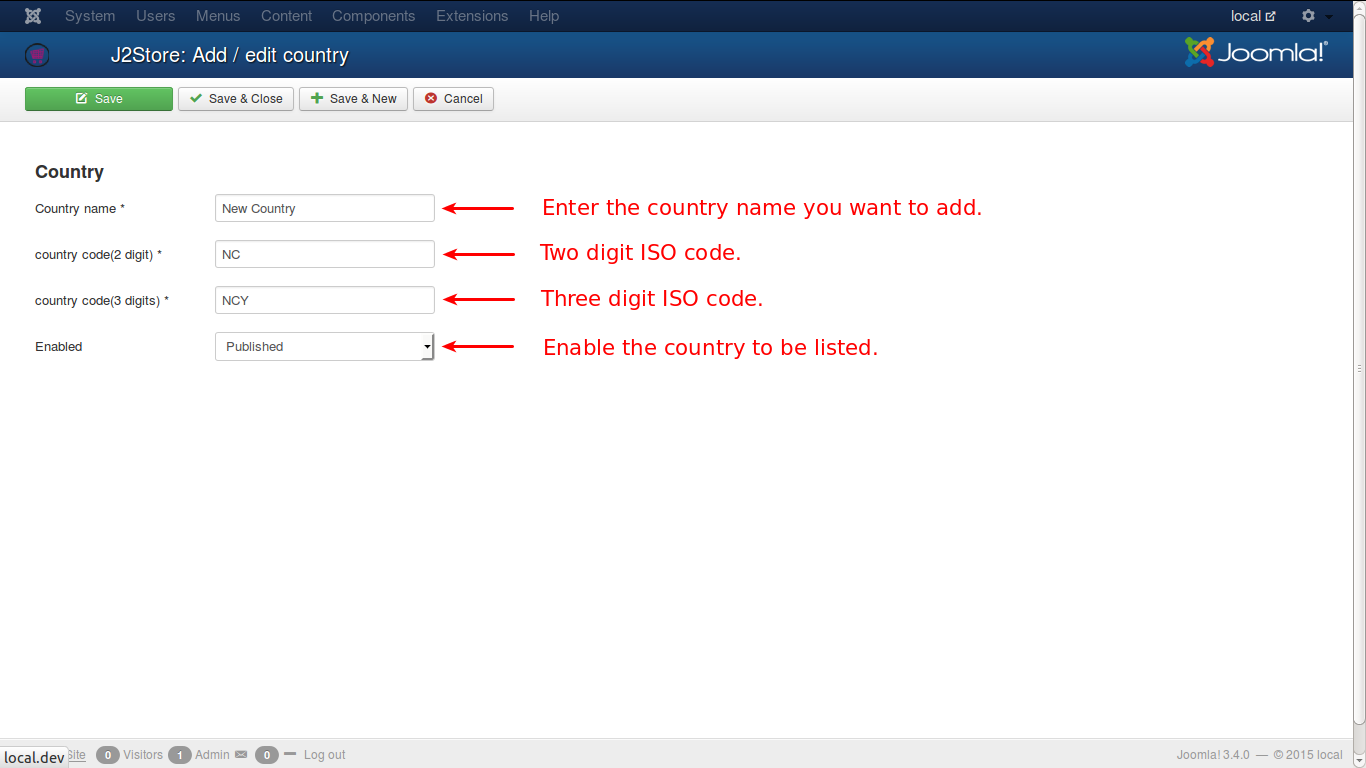 System Users Menus Content Components Extensions Help local
J2Store: Add / edit country Joomla!®
Save Save & Close Save & New Cancel
Country
Country name * New Country Enter the country name you want to add.
country code(2 digit) * NC Two digit ISO code.
country code(3 digits) * NCY Three digit ISO code.
Enabled Published Enable the country to be listed.
local.dev Site 0 Visitors 1 Admin 0 Log out Joomla! 3.4.0 — © 2015 local